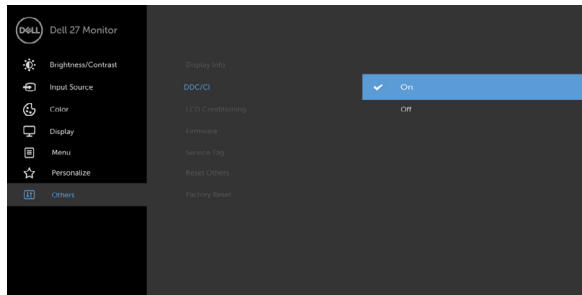 DELL Dell 27 Monitor
Brightness/Contrast
Input Source
Color
Display
Menu
Personalize
Others
Display Info
DDC/CI
LCD Conditioning
Firmware
Service Tag
Reset Others
Factory Reset
On
Off